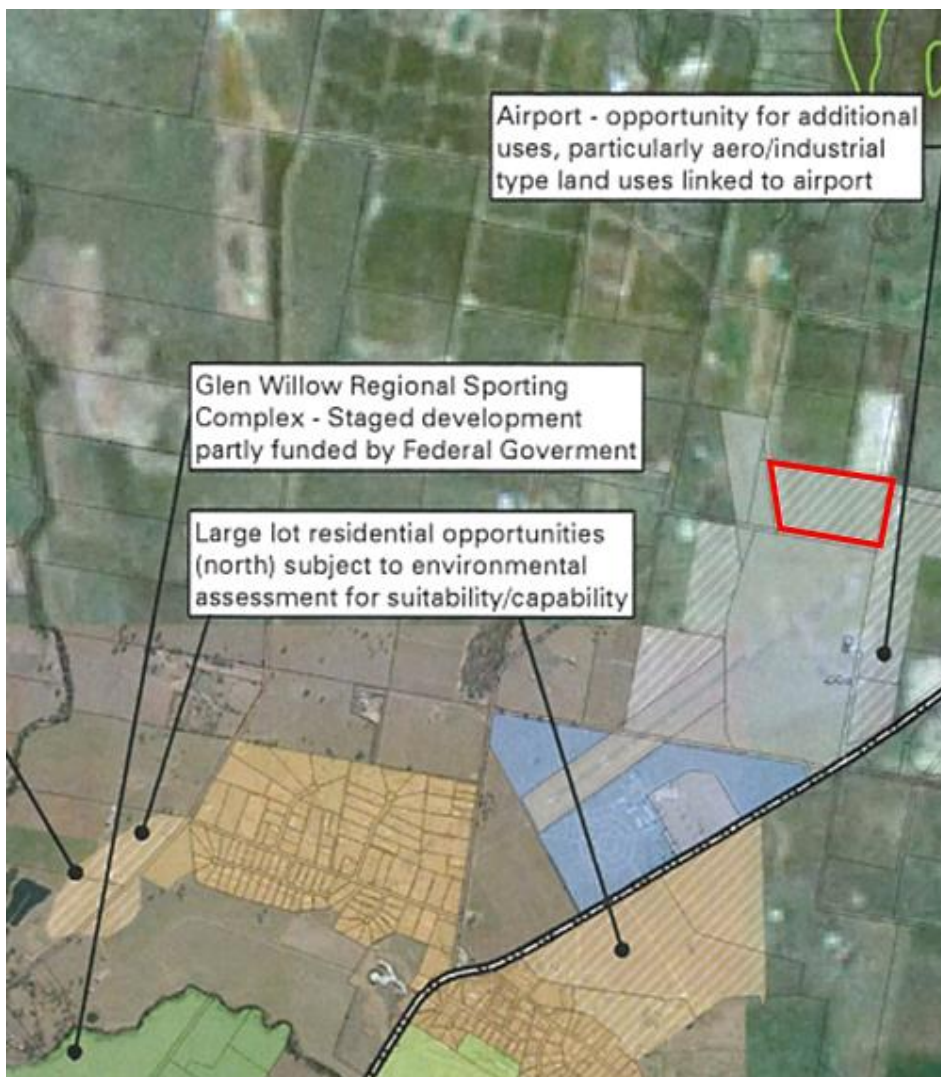 Airport - opportunity for additional
uses, particularly aero/industrial
type land uses linked to airport
Glen Willow Regional Sporting
Complex - Staged development
partly funded by Federal Goverment
Large lot residential opportunities
(north) subject to environmental
assessment for suitability/capability